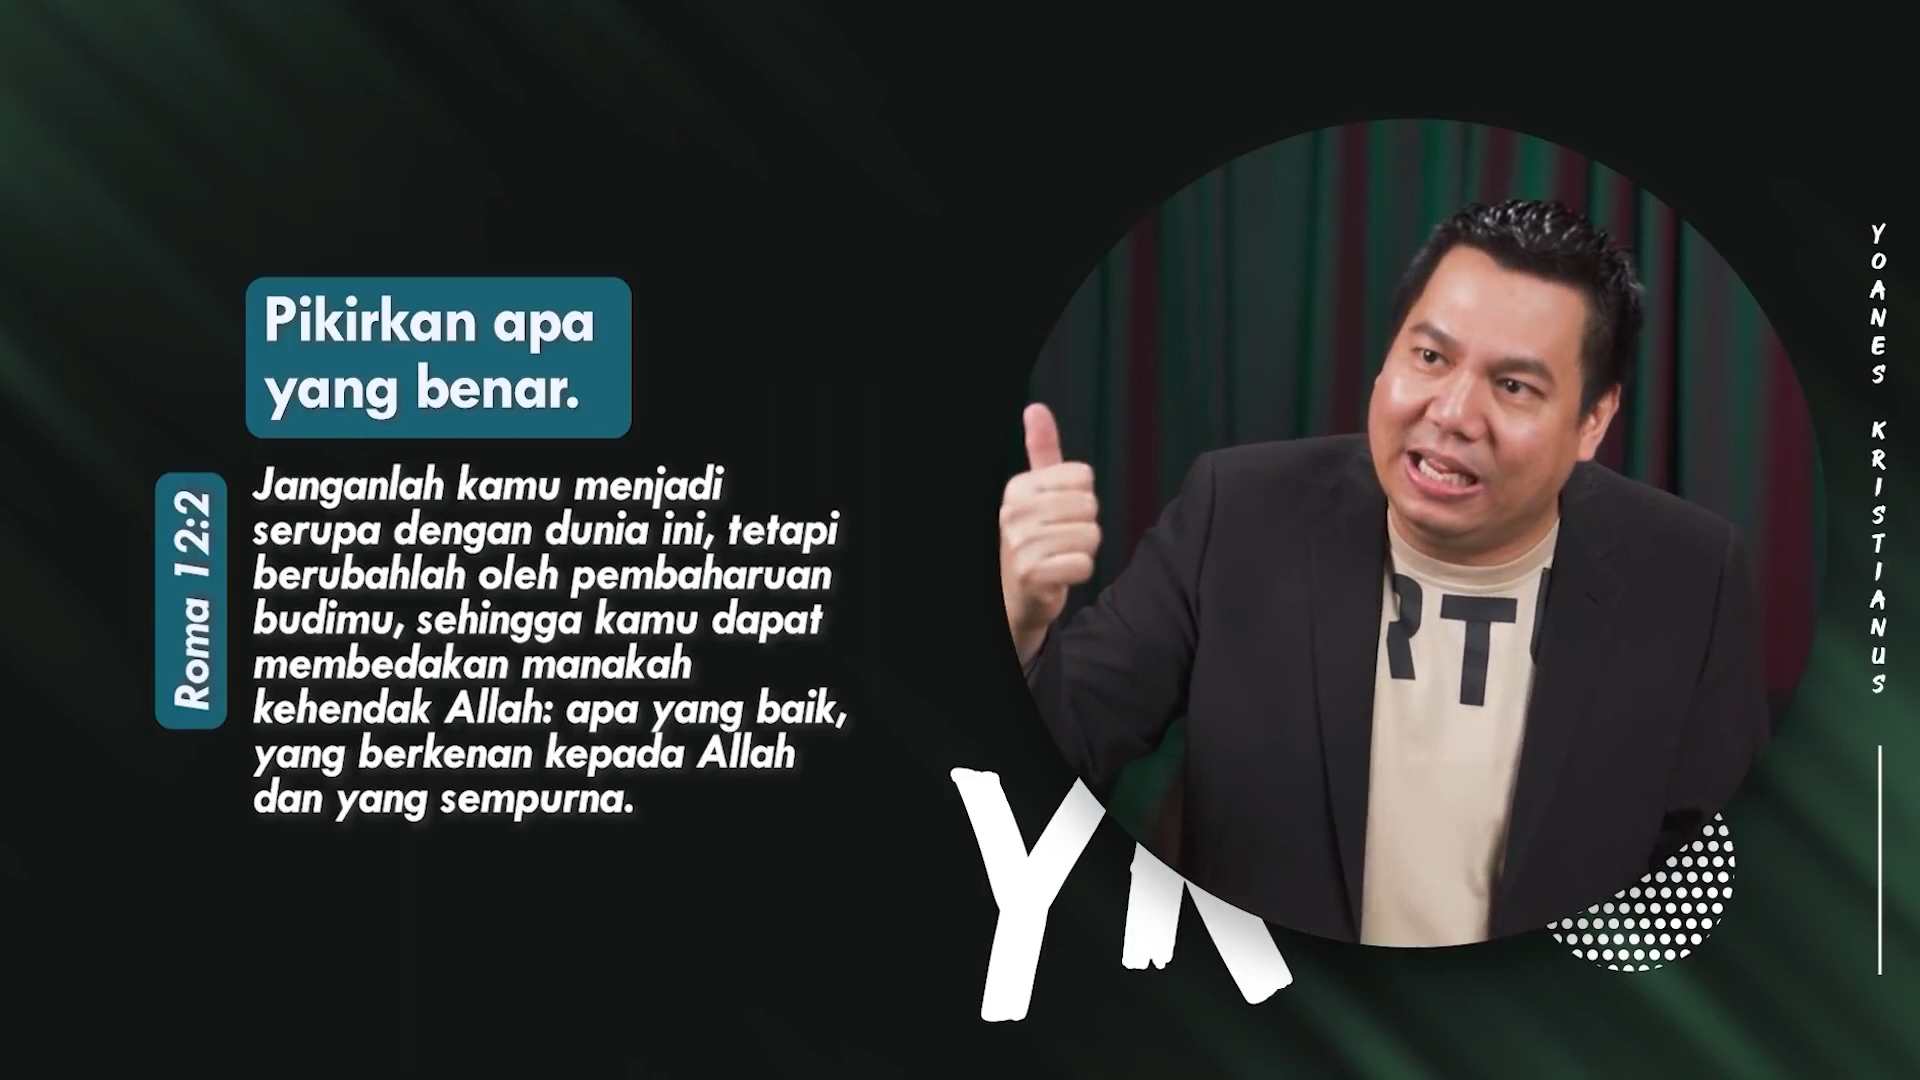 Pikirkan apa
yang benar.
Roma 12:2
Janganlah kamu menjadi
serupa dengan dunia ini, tetapi
berubahlah oleh pembaharuan
budimu, sehingga kamu dapat
membedakan manakah
kehendak Allah: apa yang baik,
yang berkenan kepada Allah
dan yang sempurna.
RTU
YK
YOANES KRISTIANUS